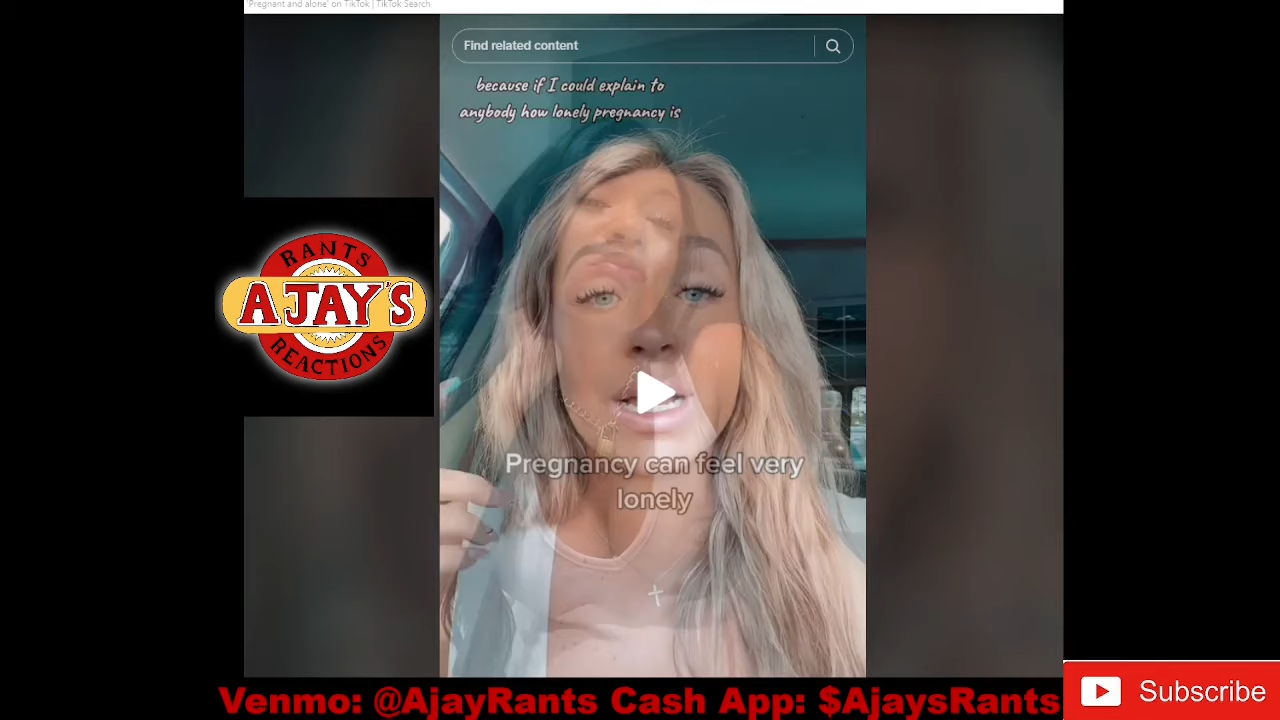 'Pregnant and alone' on TikTok | TikTok Search
Find related content
because if I could explain to
anybody how lonely pregnancy is
RANTS
AJAY'S
REACTIONS
Pregnancy can feel very
lonely
Venmo: @AjayRants Cash App: $AjaysRants
Subscribe